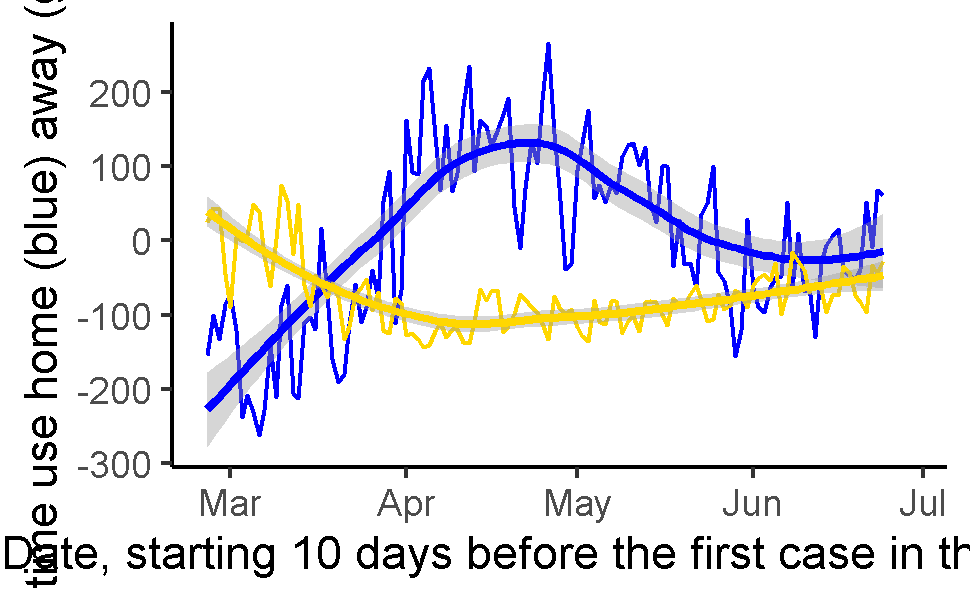 time use home (blue) away (
200
100
0
-100
-200
-300
Mar Apr May Jun Jul
Date, starting 10 days before the first case in th